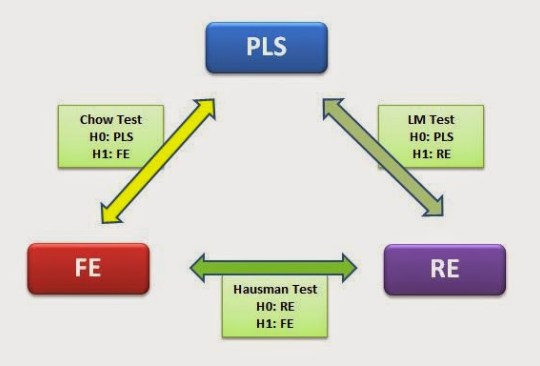 PLS
Chow Test
H0: PLS
H1: FE
LM Test
H0: PLS
H1: RE
FE
RE
Hausman Test
H0: RE
H1: FE